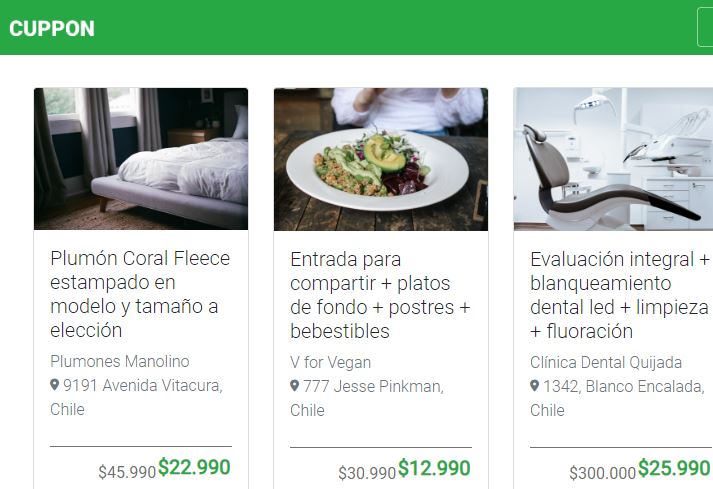 CUPPON
Plumón Coral Fleece
estampado en
modelo y tamaño a
elección
Plumones Manolino
9191 Avenida Vitacura,
Chile
$45.990 $22.990
Entrada para
compartir + platos
de fondo + postres +
bebestibles
V for Vegan
777 Jesse Pinkman,
Chile
$30.990 $12.990
Evaluación integral +
blanqueamiento
dental led + limpieza
+ fluoración
Clínica Dental Quijada
1342, Blanco Encalada,
Chile
$300.000 $25.990